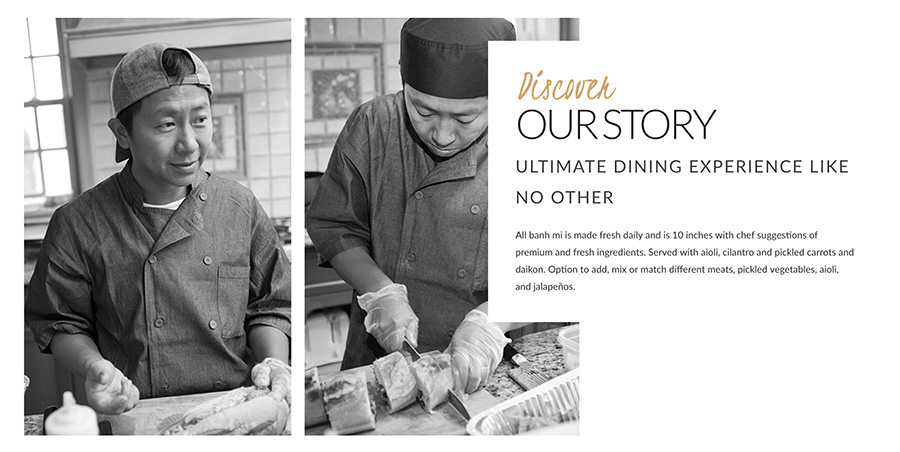 Discover
OUR STORY
ULTIMATE DINING EXPERIENCE LIKE
NO OTHER
All banh mi is made fresh daily and is 10 inches with chef suggestions of
premium and fresh ingredients. Served with aioli, cilantro and pickled carrots and
daikon. Option to add, mix or match different meats, pickled vegetables, aioli,
and jalapeños.